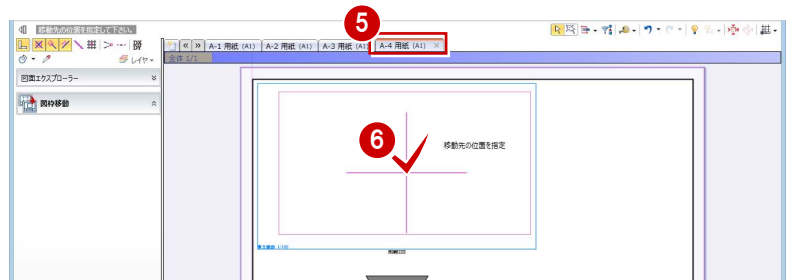 移動先の位置を指定して下さい。
5
レイヤ
« » A-1 用紙 (A1) A-2 用紙 (A1) A-3 用紙 (A1) A-4 用紙 (A1) ×
全体 1/1
図面エクスプローラー
図枠移動
6
移動先の位置を指定